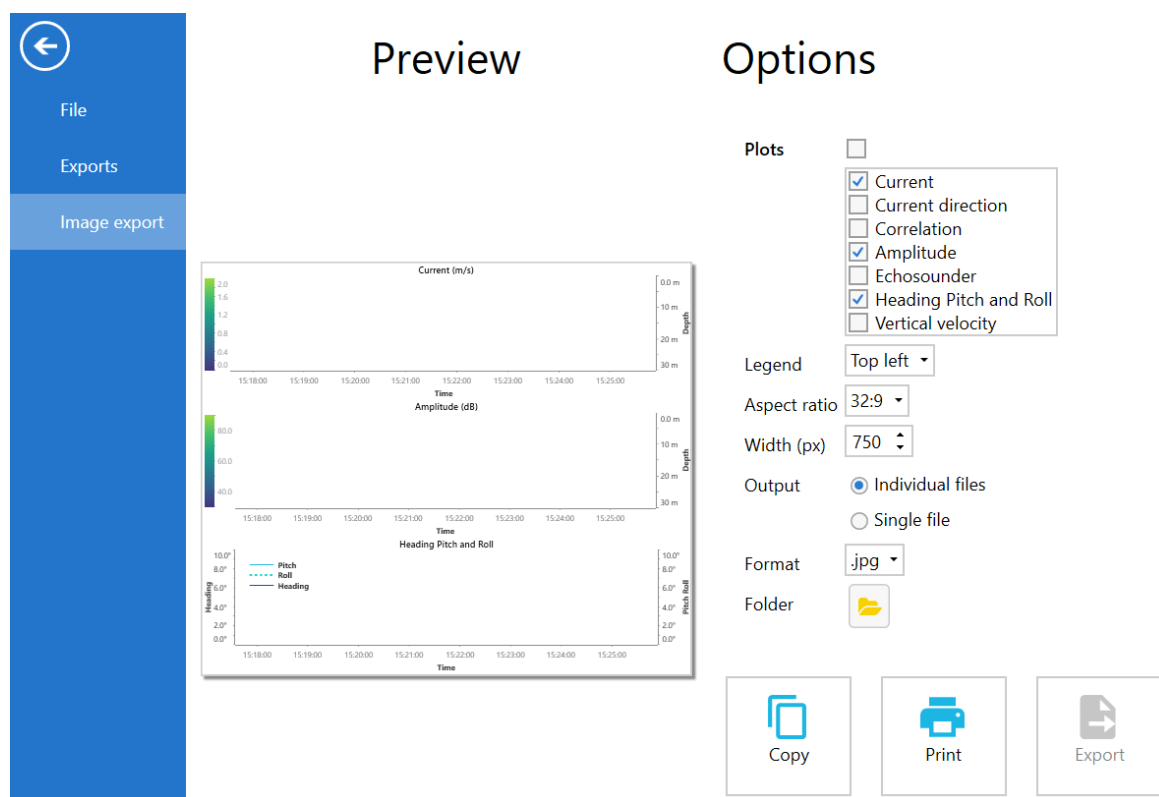 Preview
Options
File
Exports
Image export
Plots
Current
Current direction
Correlation
Amplitude
Echosounder
Heading Pitch and Roll
Vertical velocity
Legend
Top left
Aspect ratio
32:9
Width (px)
750
Output
Individual files
Single file
Format
.jpg
Folder
Copy
Print
Export
Current (m/s)
2.0
1.6
1.2
0.8
0.4
0.0
0.0 m
10 m
20 m
30 m
Depth
15:18:00 15:19:00 15:20:00 15:21:00 15:22:00 15:23:00 15:24:00 15:25:00
Time
Amplitude (dB)
80.0
60.0
40.0
0.0 m
10 m
20 m
30 m
Depth
15:18:00 15:19:00 15:20:00 15:21:00 15:22:00 15:23:00 15:24:00 15:25:00
Time
Heading Pitch and Roll
10.0°
8.0°
6.0°
4.0°
2.0°
0.0°
Heading
Pitch
Roll
Heading
10.0°
8.0°
6.0°
4.0°
2.0°
0.0°
Pitch Roll
15:18:00 15:19:00 15:20:00 15:21:00 15:22:00 15:23:00 15:24:00 15:25:00
Time